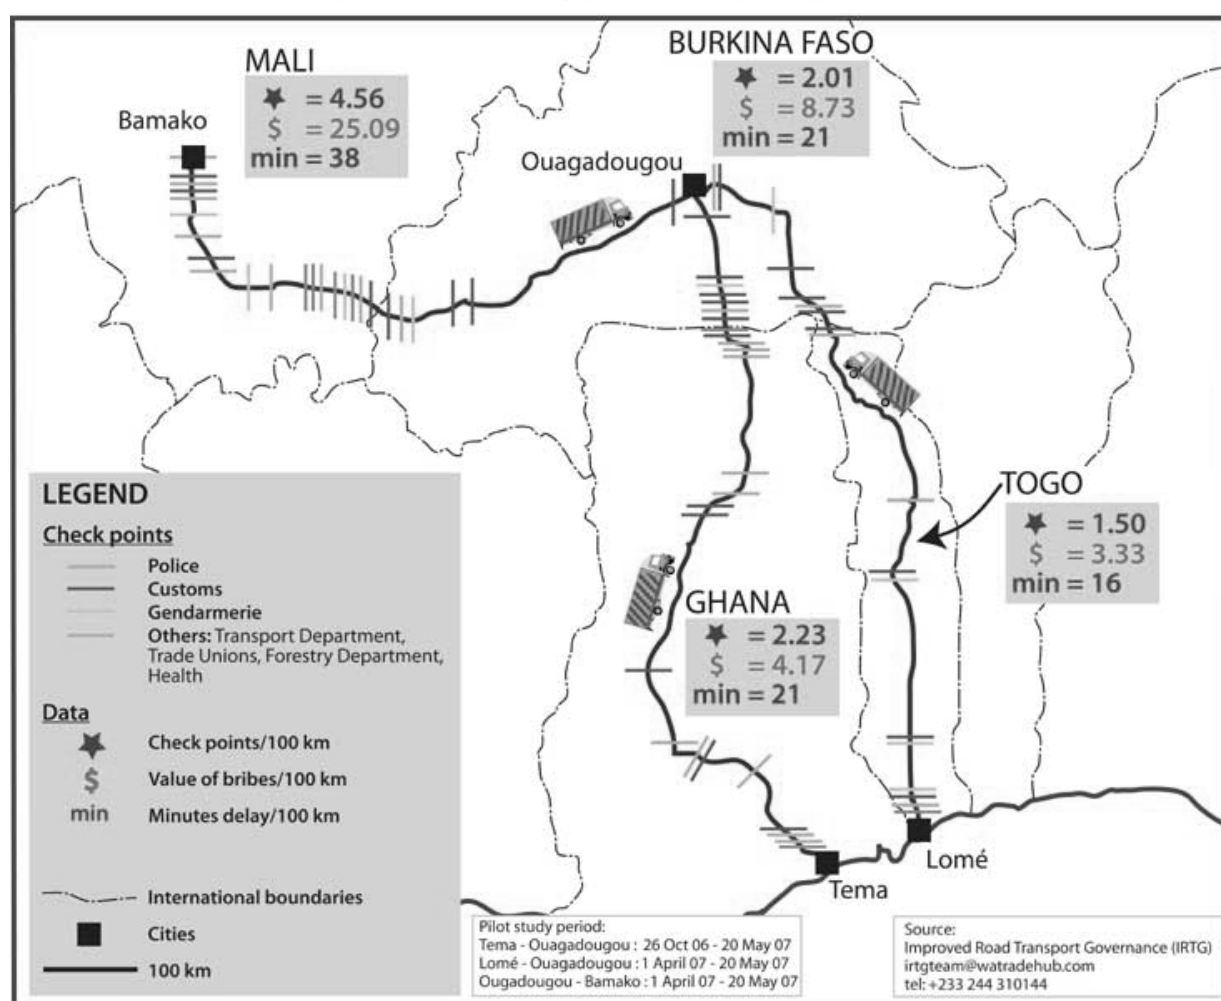 MALI
★ = 4.56
$ = 25.09
min = 38
BURKINA FASO
★ = 2.01
$ = 8.73
min = 21
Bamako
Ouagadougou
TOGO
★ = 1.50
$ = 3.33
min = 16
GHANA
★ = 2.23
$ = 4.17
min = 21
Lomé
Tema
LEGEND
Check points
Police
Customs
Gendarmerie
Others: Transport Department,
Trade Unions, Forestry Department,
Health
Data
★ Check points/100 km
$ Value of bribes/100 km
min Minutes delay/100 km
International boundaries
Cities
100 km
Pilot study period:
Tema - Ouagadougou : 26 Oct 06 - 20 May 07
Lomé - Ouagadougou : 1 April 07 - 20 May 07
Ougadougou - Bamako : 1 April 07 - 20 May 07
Source:
Improved Road Transport Governance (IRTG)
irtgteam@watradehub.com
tel: +233 244 310144